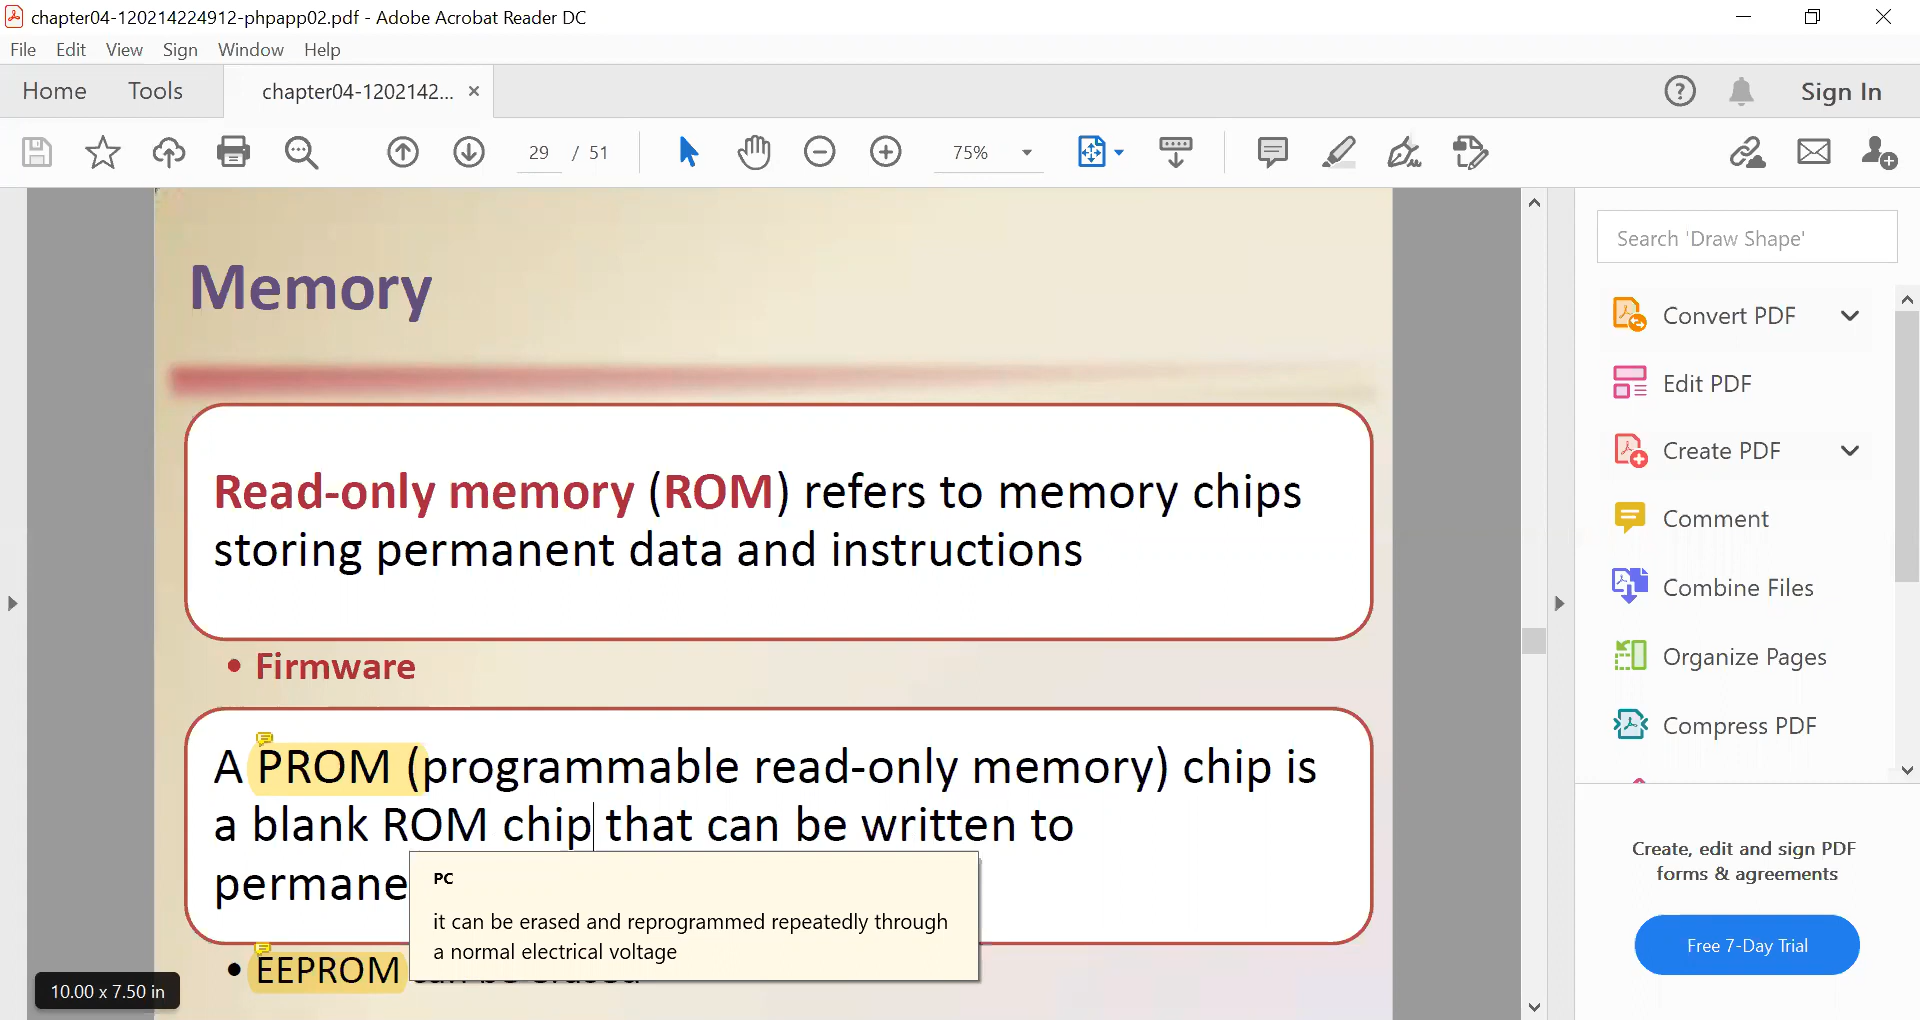 chapter04-120214224912-phpapp02.pdf - Adobe Acrobat Reader DC
File Edit View Sign Window Help
Home Tools chapter04-1202142... × Sign In
29 / 51 75%
Memory
Read-only memory (ROM) refers to memory chips
storing permanent data and instructions
• Firmware
A PROM (programmable read-only memory) chip is
a blank ROM chip that can be written to
permane
PC
it can be erased and reprogrammed repeatedly through
a normal electrical voltage
• EEPROM can be erased
10.00 x 7.50 in
Search 'Draw Shape'
Convert PDF
Edit PDF
Create PDF
Comment
Combine Files
Organize Pages
Compress PDF
Create, edit and sign PDF
forms & agreements
Free 7-Day Trial